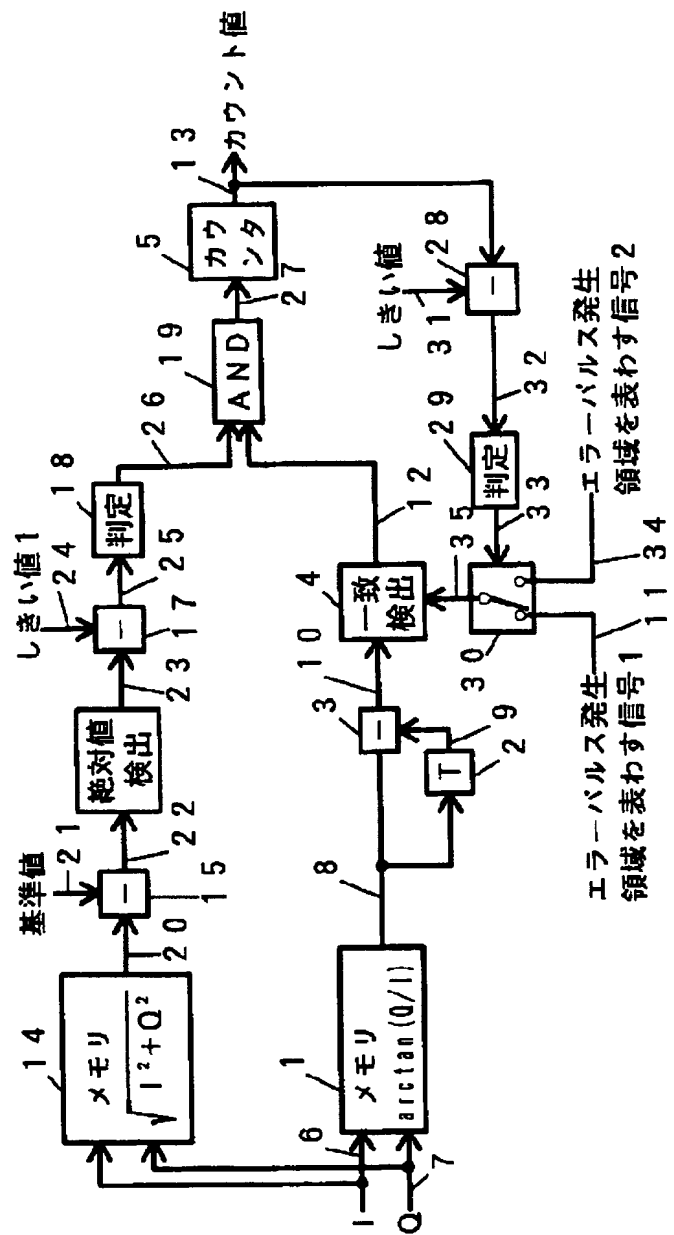 14
メモリ
√I²+Q²
20
基準値
21
−
15
22
絶対値
検出
23
しきい値1
24
−
17
25
18
判定
26
19
AND
27
5
カウ
ンタ
13
カウント値
I
Q
6
7
1
メモリ
arctan(Q/I)
8
3
−
9
T
2
10
4
一致
検出
12
35
30
33
29
判定
32
しきい値
31
−
28
11
エラーパルス発生
領域を表わす信号1
34
エラーパルス発生
領域を表わす信号2